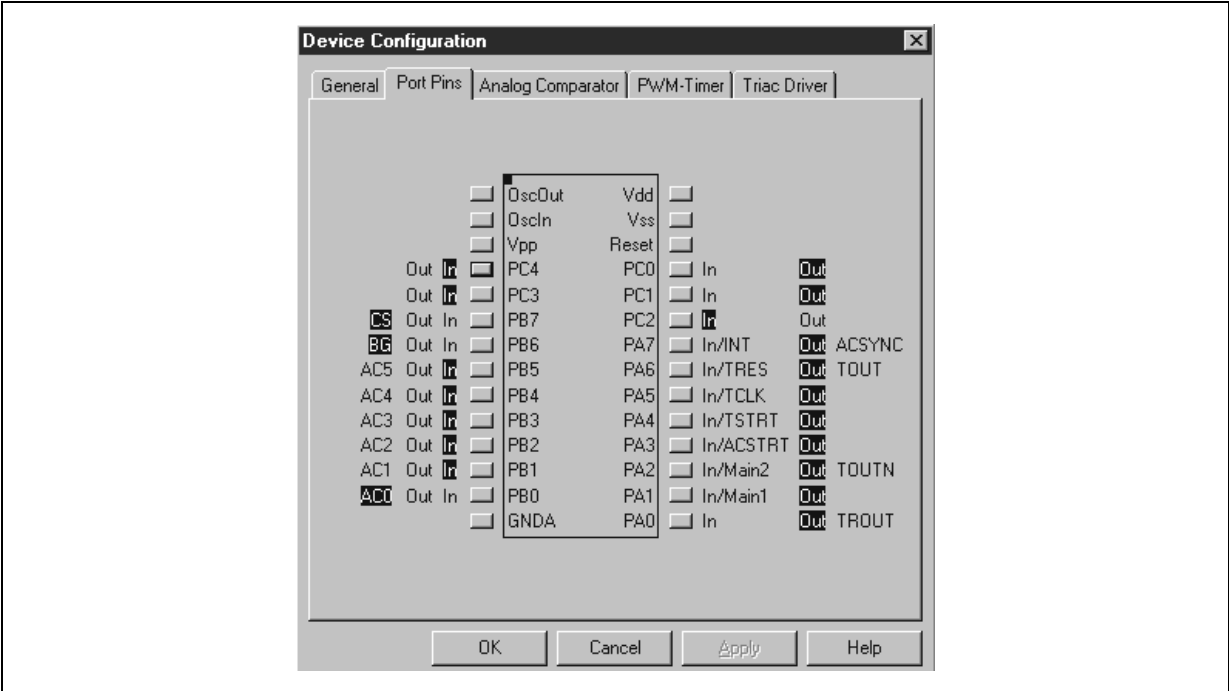 Device Configuration
General Port Pins Analog Comparator PWM-Timer Triac Driver
OscOut Vdd
OscIn Vss
Vpp Reset
Out In PC4 PC0 In Out
Out In PC3 PC1 In Out
CS Out In PB7 PC2 In Out
BG Out In PB6 PA7 In/INT Out ACSYNC
AC5 Out In PB5 PA6 In/TRES Out TOUT
AC4 Out In PB4 PA5 In/TCLK Out
AC3 Out In PB3 PA4 In/TSTRT Out
AC2 Out In PB2 PA3 In/ACSTRT Out
AC1 Out In PB1 PA2 In/Main2 Out TOUTN
AC0 Out In PB0 PA1 In/Main1 Out
GNDA PA0 In Out TROUT
OK Cancel Apply Help